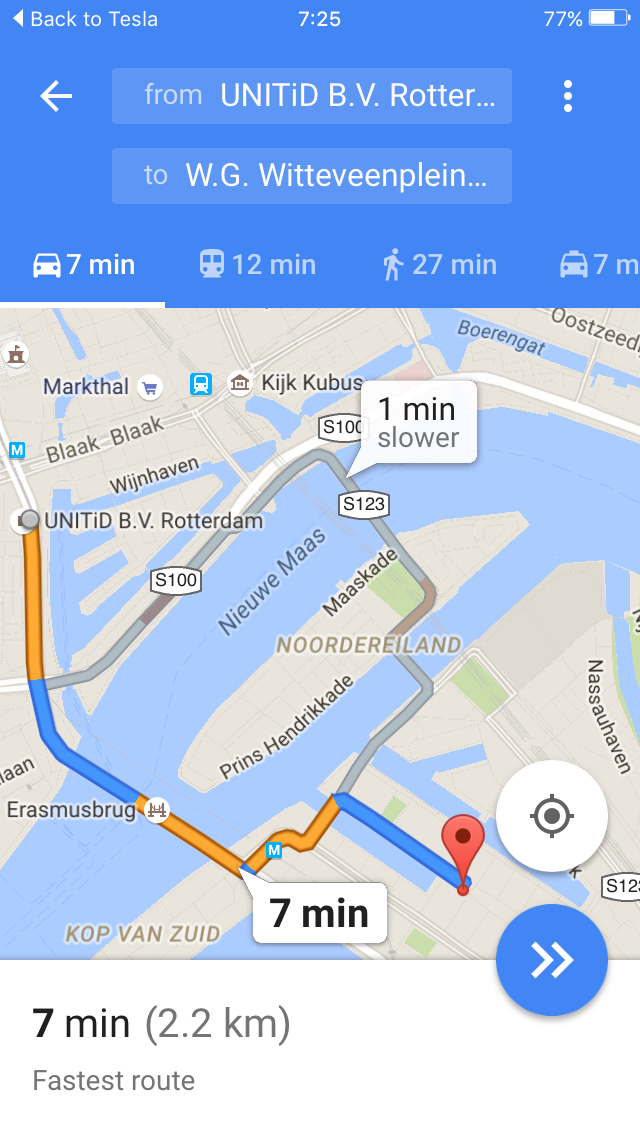 Back to Tesla 7:25 77%
from UNITiD B.V. Rotter...
to W.G. Witteveenplein...
7 min 12 min 27 min 7 m
Oostzeedi
Boerengat
Markthal Kijk Kubus
1 min
slower
S100
Blaak Blaak
Wijnhaven
S123
UNITiD B.V. Rotterdam
S100
Nieuwe Maas
Maaskade
NOORDEREILAND
Nassauhaven
Prins Hendrikkade
laan
Erasmusbrug
M
M
k
S123
7 min
KOP VAN ZUID
7 min (2.2 km)
Fastest route